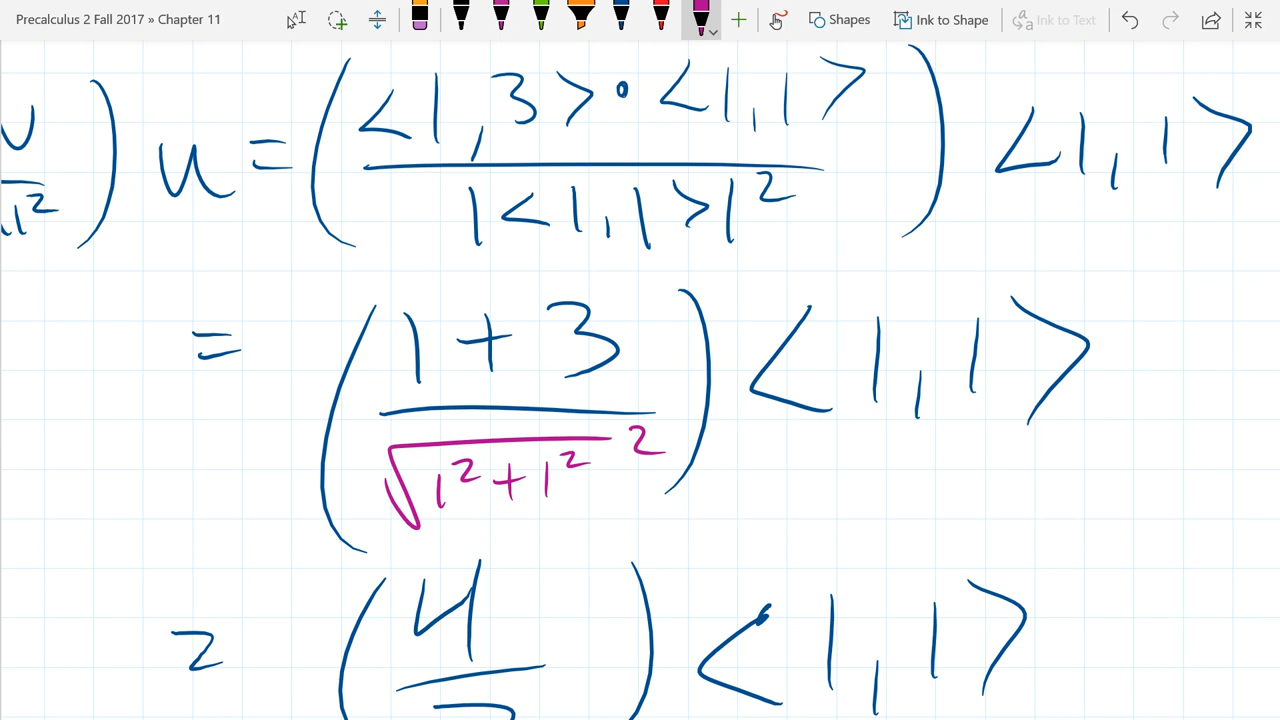 Precalculus 2 Fall 2017 » Chapter 11
Shapes Ink to Shape Ink to Text
u = (<1,3> • <1,1> / |<1,1>|²) <1,1>
= (1 + 3 / √1² + 1² ²) <1,1>
= (4 / ) <1,1>